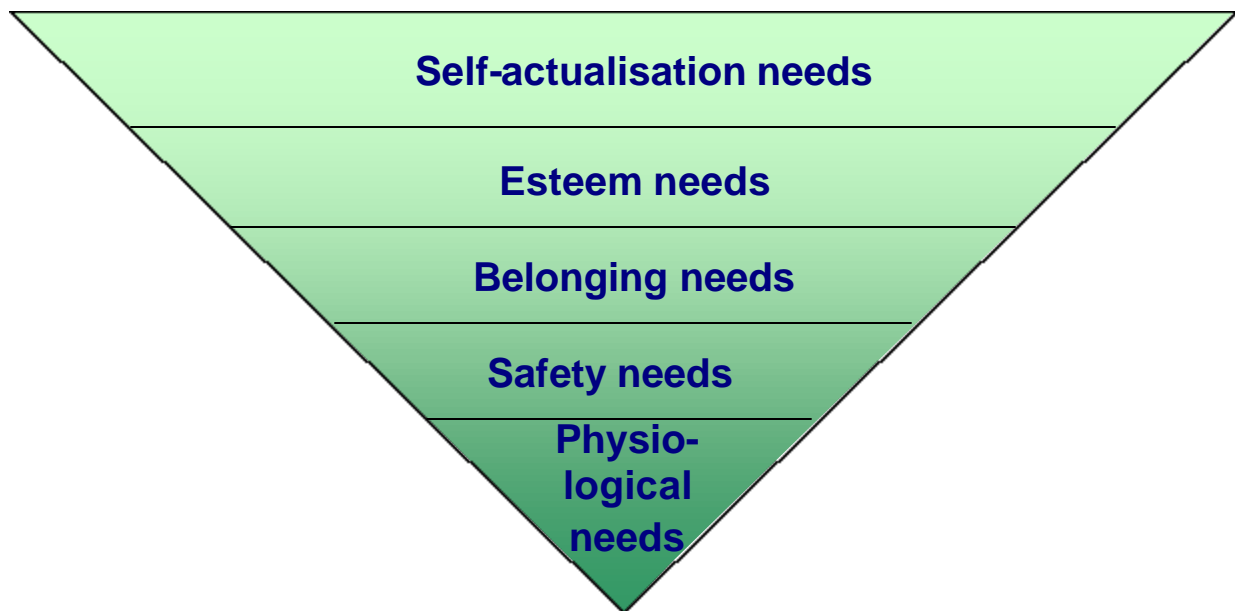 Self-actualisation needs
Esteem needs
Belonging needs
Safety needs
Physio-
logical
needs